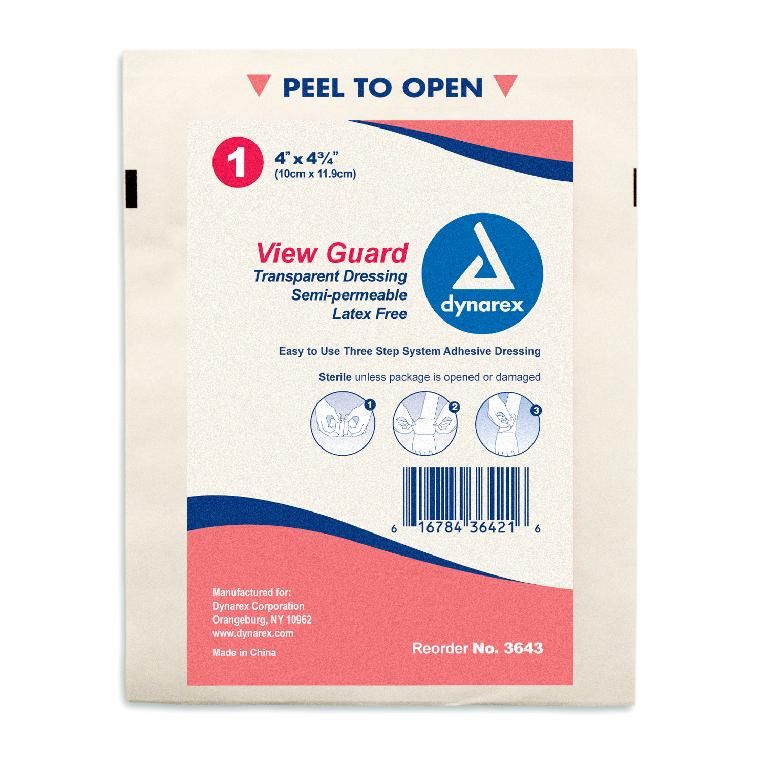 PEEL TO OPEN
1
4" x 4¾"
(10cm x 11.9cm)
View Guard
Transparent Dressing
Semi-permeable
Latex Free
dynarex
Easy to Use Three Step System Adhesive Dressing
Sterile unless package is opened or damaged
1 2 3
6 16784 36421 6
Manufactured for:
Dynarex Corporation
Orangeburg, NY 10962
www.dynarex.com
Made in China
Reorder No. 3643